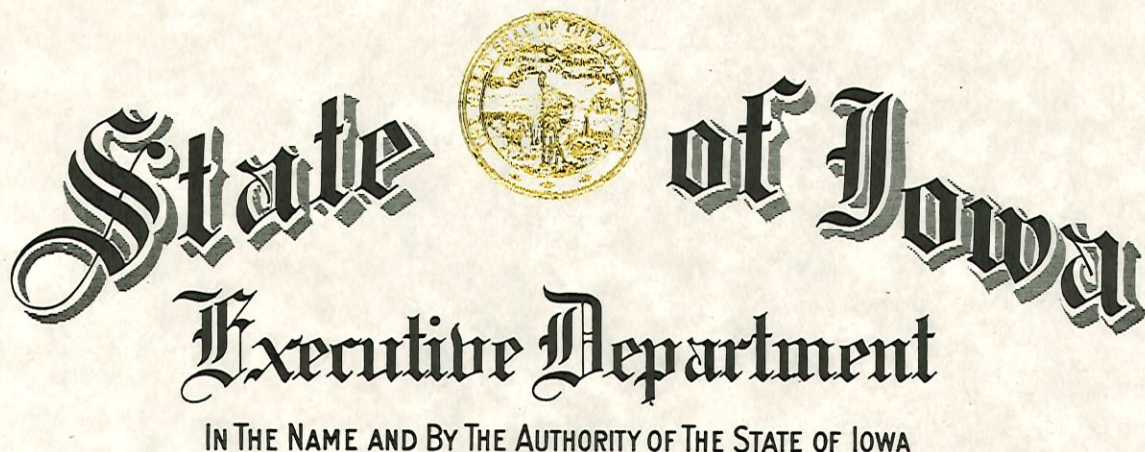 State of Iowa
Executive Department
IN THE NAME AND BY THE AUTHORITY OF THE STATE OF IOWA